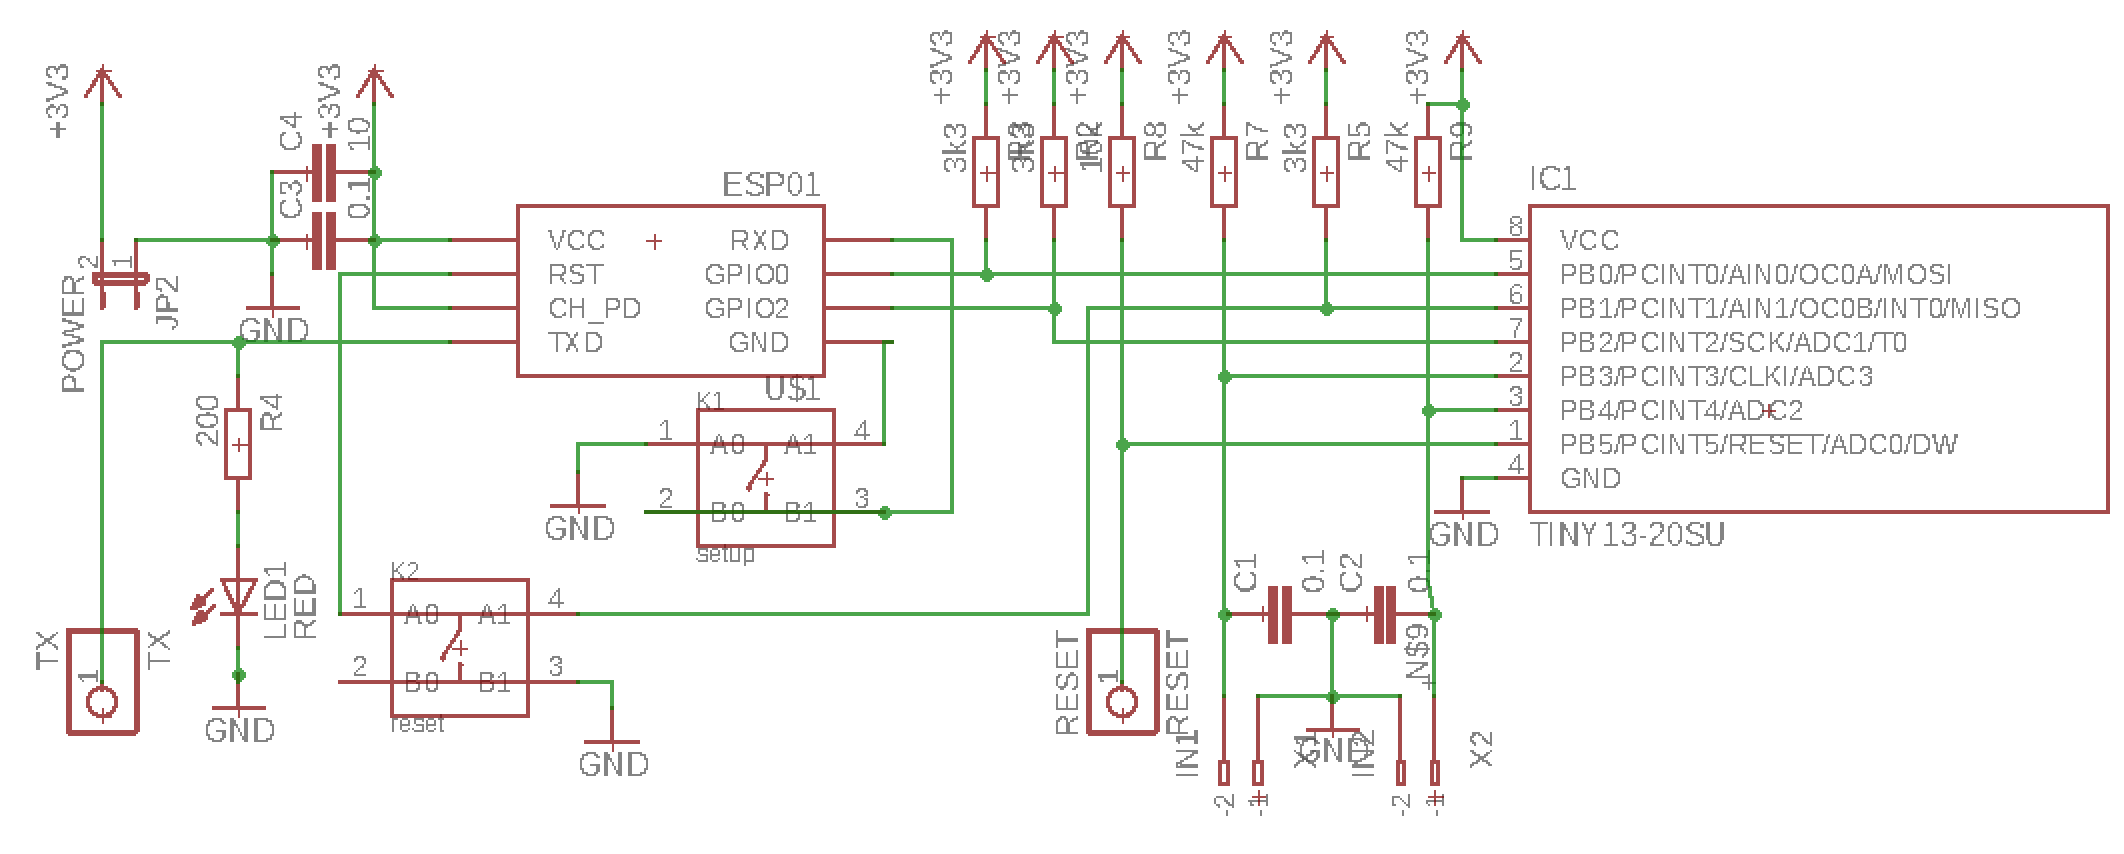 +3V3
+3V3
+3V3
+3V3
+3V3
+3V3
+3V3
+3V3
C4
10
C3
0.1
POWER
2
1
JP2
GND
ESP01
VCC
RST
CH_PD
TXD
RXD
GPIO0
GPIO2
GND
U$1
3k3
R3
3k3
R2
10k
R8
47k
R7
3k3
R5
47k
R9
IC1
8 VCC
5 PB0/PCINT0/AIN0/OC0A/MOSI
6 PB1/PCINT1/AIN1/OC0B/INT0/MISO
7 PB2/PCINT2/SCK/ADC1/T0
2 PB3/PCINT3/CLKI/ADC3
3 PB4/PCINT4/ADC2
1 PB5/PCINT5/RESET/ADC0/DW
4 GND
TINY13-20SU
GND
200
R4
LED1
RED
GND
TX
TX
1
K1
1 A0 A1 4
2 B0 B1 3
setup
GND
K2
1 A0 A1 4
2 B0 B1 3
reset
GND
RESET
1
RESET
C1
0.1
C2
0.1
N$9
IN1
X1
GND
IN2
X2
-2
-1
-2
-1